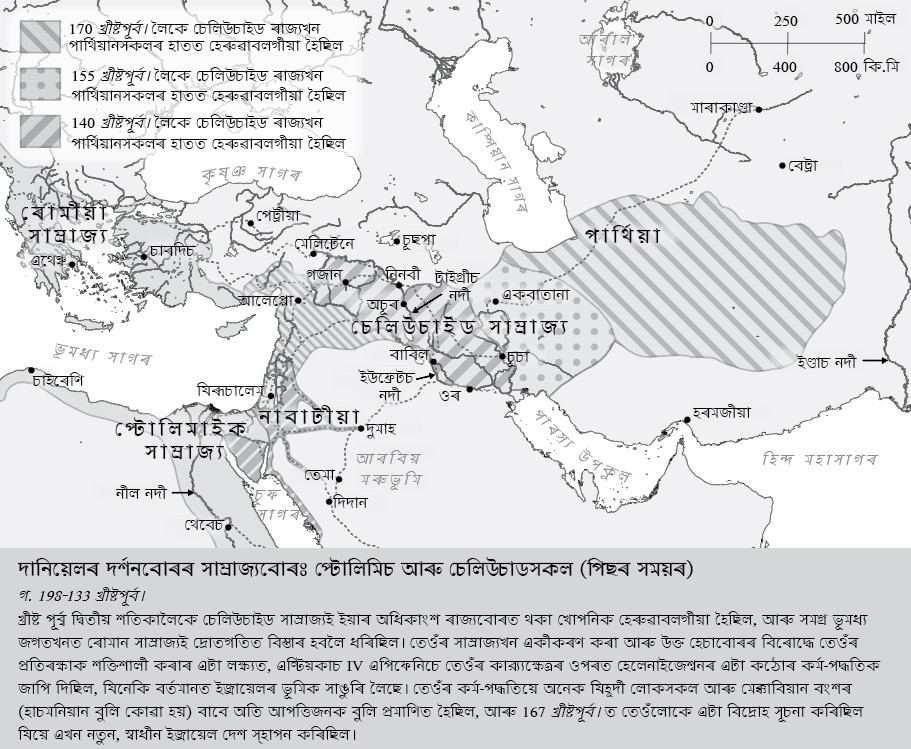 170 খ্ৰীষ্টপূৰ্ব। লৈকে চেলিউচাইড ৰাজ্যখন
পাৰ্থিয়ানসকলৰ হাতত হেৰুৱাবলগীয়া হৈছিল
155 খ্ৰীষ্টপূৰ্ব। লৈকে চেলিউচাইড ৰাজ্যখন
পাৰ্থিয়ানসকলৰ হাতত হেৰুৱাবলগীয়া হৈছিল
140 খ্ৰীষ্টপূৰ্ব। লৈকে চেলিউচাইড ৰাজ্যখন
পাৰ্থিয়ানসকলৰ হাতত হেৰুৱাবলগীয়া হৈছিল
0 250 500 মাইল
0 400 800 কি.মি
আৰাল
সাগৰ
মাৰাকাণ্ডা
বেট্ৰা
কাস্পিয়ান সাগৰ
কৃষ্ঞ সাগৰ
ৰোমীয়া
সাম্ৰাজ্য
এথেন্স
চাৰদিচ
পেট্ৰীয়া
মেলিষ্টেনে
চূছপা
পাৰ্থিয়া
গজান
নিনবী
টাইগ্ৰীচ
নদী
আলেপ্পো
অচূৰ
একবাতানা
চেলিউচাইড সাম্ৰাজ্য
ভূমধ্য সাগৰ
বাবিল
চূচা
ইণ্ডাচ নদী
চাইৰেণি
যিৰূচালেম
ইউফ্ৰেটচ
নদী
ওৰ
নাবাটীয়া
প্টোলিমাইক
সাম্ৰাজ্য
দুমাহ
হৰমজীয়া
পাৰস্য উপকুল
আৰবিয়
মৰুভূমি
হিন্দ মহাসাগৰ
তেমা
দিদান
নীল নদী
চূফ
সাগৰ
থেবেচ
দানিয়েলৰ দৰ্শনবোৰৰ সাম্ৰাজ্যবোৰঃ প্টোলিমিচ আৰু চেলিউচাডসকল (পিছৰ সময়ৰ)
গ. 198-133 খ্ৰীষ্টপূৰ্ব।
খ্ৰীষ্ট পূৰ্ব্ব দ্বিতীয় শতিকালৈকে চেলিউচাইড সাম্ৰাজ্যই ইয়াৰ অধিকাংশ ৰাজ্যবোৰত থকা খোপনিক হেৰুৱাবলগীয়া হৈছিল, আৰু সমগ্ৰ ভূমধ্য
জগতখনত ৰোমান সাম্ৰাজ্যই দ্ৰোতগতিত বিস্তাৰ হবলৈ ধৰিছিল। তেওঁৰ সাম্ৰাজ্যখন একীকৰণ কৰা আৰু উক্ত হেচাবোৰৰ বিৰোদ্ধে তেওঁৰ
প্ৰতিৰক্ষাক শক্তিশালী কৰাৰ এটা লক্ষ্যত, এণ্টিয়কাচ IV এপিফেনিচে তেওঁৰ কাৰ্য্যক্ষেত্ৰৰ ওপৰত হেলেনাইজেশ্বনৰ এটা কঠোৰ কৰ্ম-পদ্ধতিক
জাপি দিছিল, যিনেকি বৰ্তমানত ইজ্ৰায়েলৰ ভূমিক সাঙুৰি লৈছে। তেওঁৰ কৰ্ম-পদ্ধতিয়ে অনেক যিহূদী লোকসকল আৰু মেক্কাবিয়ান বংশৰ
(হাচমনিয়ান বুলি কোৱা হয়) বাবে অতি আপত্তিজনক বুলি প্ৰমাণিত হৈছিল, আৰু 167 খ্ৰীষ্টপূৰ্ব। ত তেওঁলোকে এটা বিদ্ৰোহ সূচনা কৰিছিল
যিয়ে এখন নতুন, স্বাধীন ইজ্ৰায়েল দেশ স্হাপন কৰিছিল।